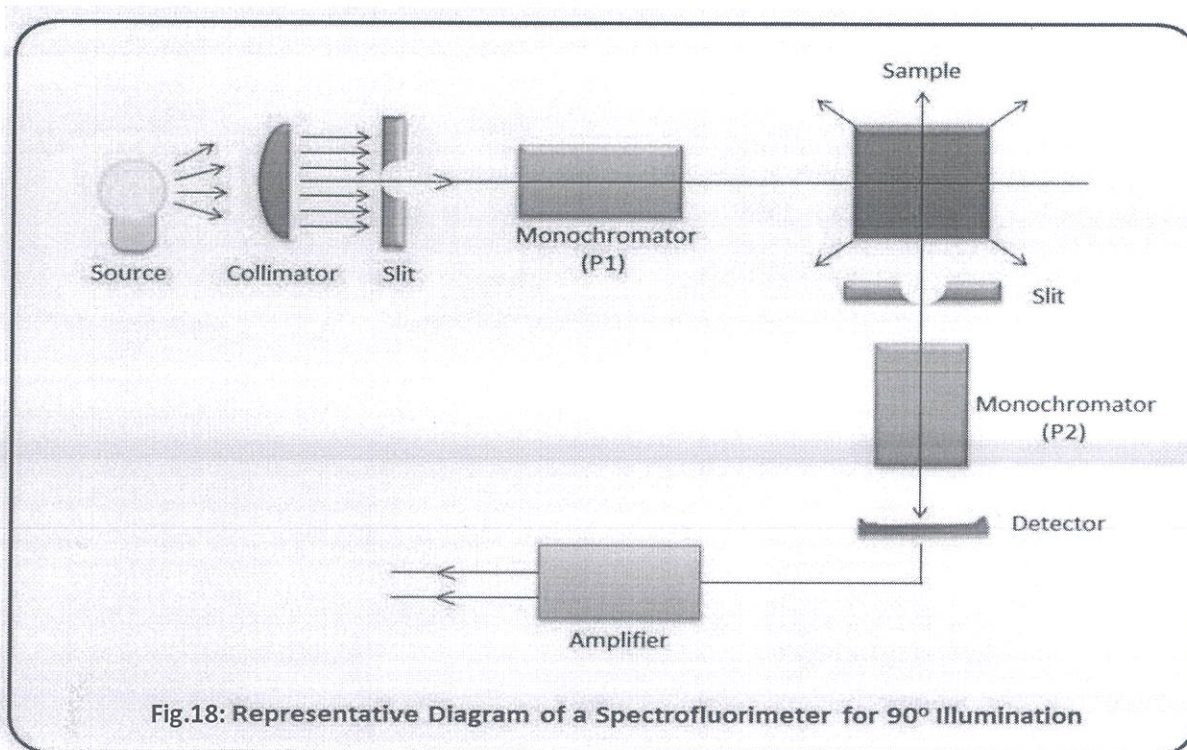 Sample
Source
Collimator
Slit
Monochromator
(P1)
Slit
Monochromator
(P2)
Detector
Amplifier
Fig.18: Representative Diagram of a Spectrofluorimeter for 90º Illumination